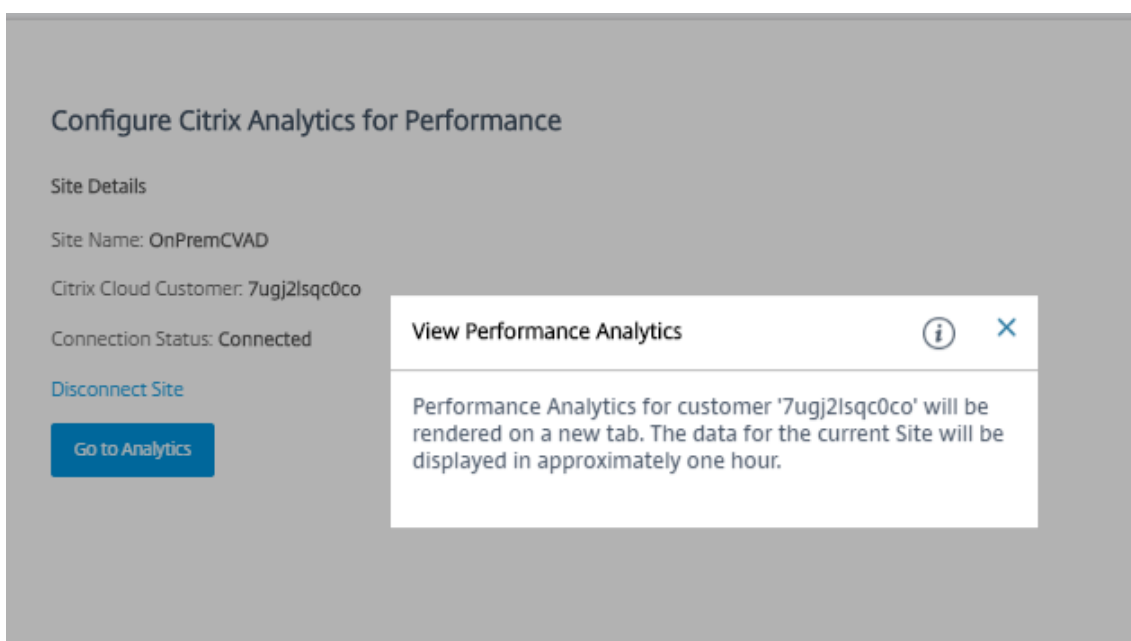 Configure Citrix Analytics for Performance
Site Details
Site Name: OnPremCVAD
Citrix Cloud Customer: 7ugj2lsqc0co
Connection Status: Connected
Disconnect Site
Go to Analytics
View Performance Analytics
Performance Analytics for customer '7ugj2lsqc0co' will be
rendered on a new tab. The data for the current Site will be
displayed in approximately one hour.